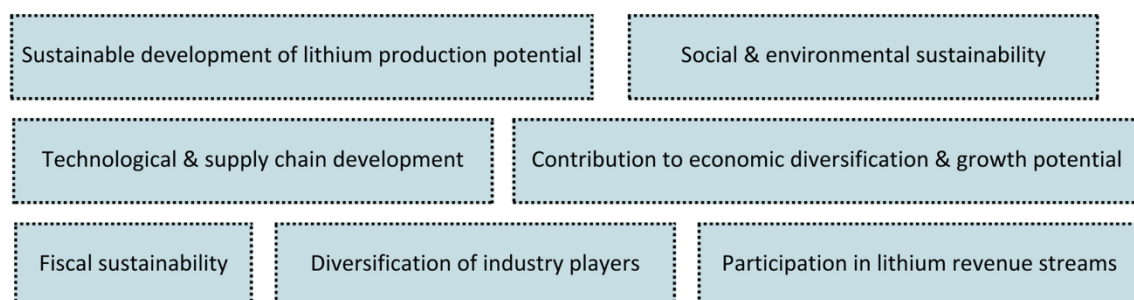 Sustainable development of lithium production potential
Social & environmental sustainability
Technological & supply chain development
Contribution to economic diversification & growth potential
Fiscal sustainability
Diversification of industry players
Participation in lithium revenue streams